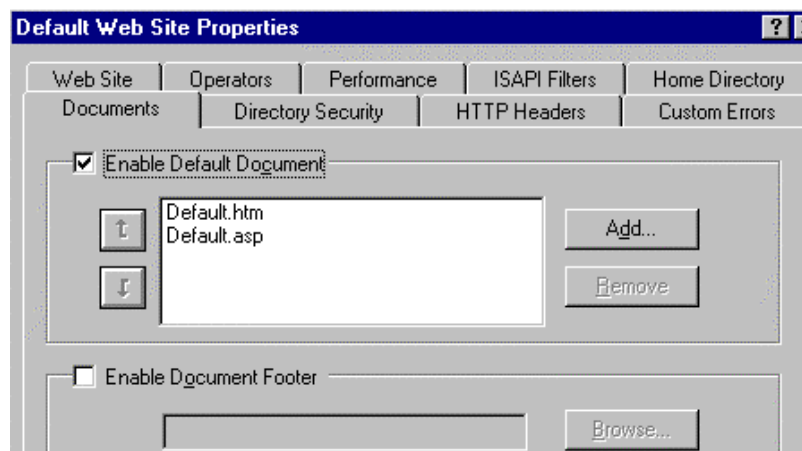 Default Web Site Properties ?
Web Site Operators Performance ISAPI Filters Home Directory
Documents Directory Security HTTP Headers Custom Errors
Enable Default Document
Default.htm
Default.asp
Add...
Remove
Enable Document Footer
Browse...